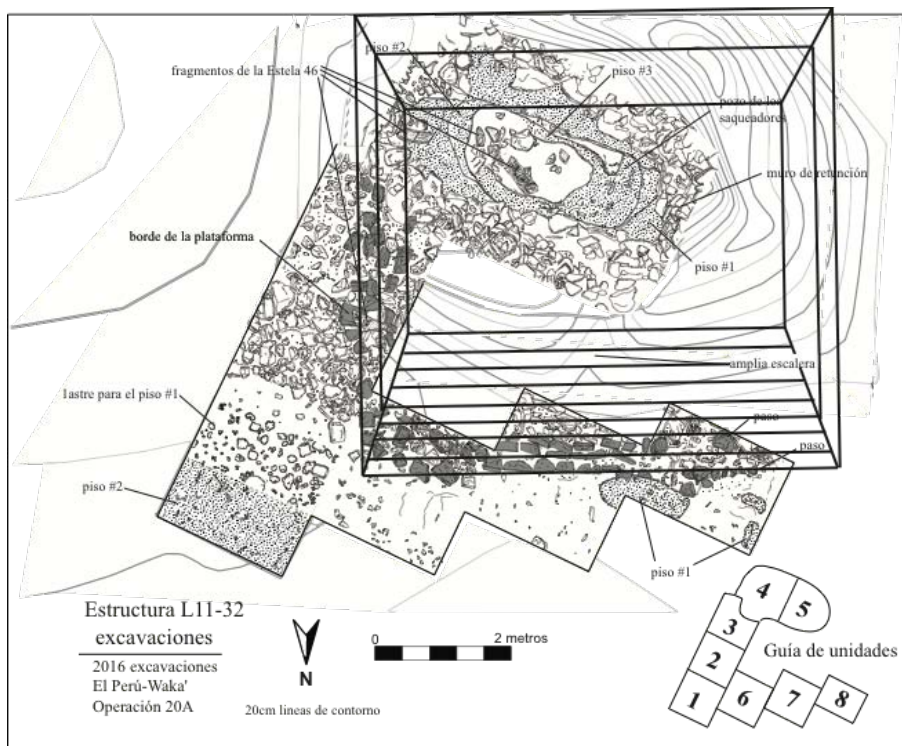 piso #2
fragmentos de la Estela 46
piso #3
pozo de los
saqueadores
muro de retunción
borde de la plataforma
piso #1
amplia escalera
lastre para el piso #1
paso
paso
piso #2
piso #1
Estructura L11-32
excavaciones
2016 excavaciones
El Perú-Waka'
Operación 20A
N
20cm lineas de contorno
0 2 metros
Guía de unidades
4 5
3
2
1 6 7 8